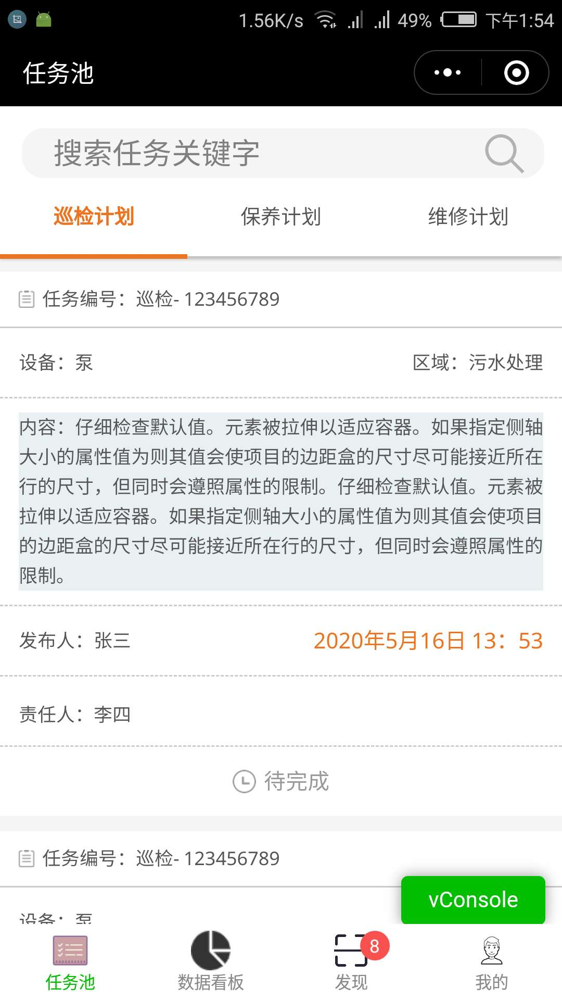 1.56K/s 49% 下午1:54
任务池
搜索任务关键字
巡检计划 保养计划 维修计划
任务编号：巡检- 123456789
设备：泵 区域：污水处理
内容：仔细检查默认值。元素被拉伸以适应容器。如果指定侧轴
大小的属性值为则其值会使项目的边距盒的尺寸尽可能接近所在
行的尺寸，但同时会遵照属性的限制。仔细检查默认值。元素被
拉伸以适应容器。如果指定侧轴大小的属性值为则其值会使项目
的边距盒的尺寸尽可能接近所在行的尺寸，但同时会遵照属性的
限制。
发布人：张三 2020年5月16日 13：53
责任人：李四
待完成
任务编号：巡检- 123456789
vConsole
设备：泵
8
任务池 数据看板 发现 我的